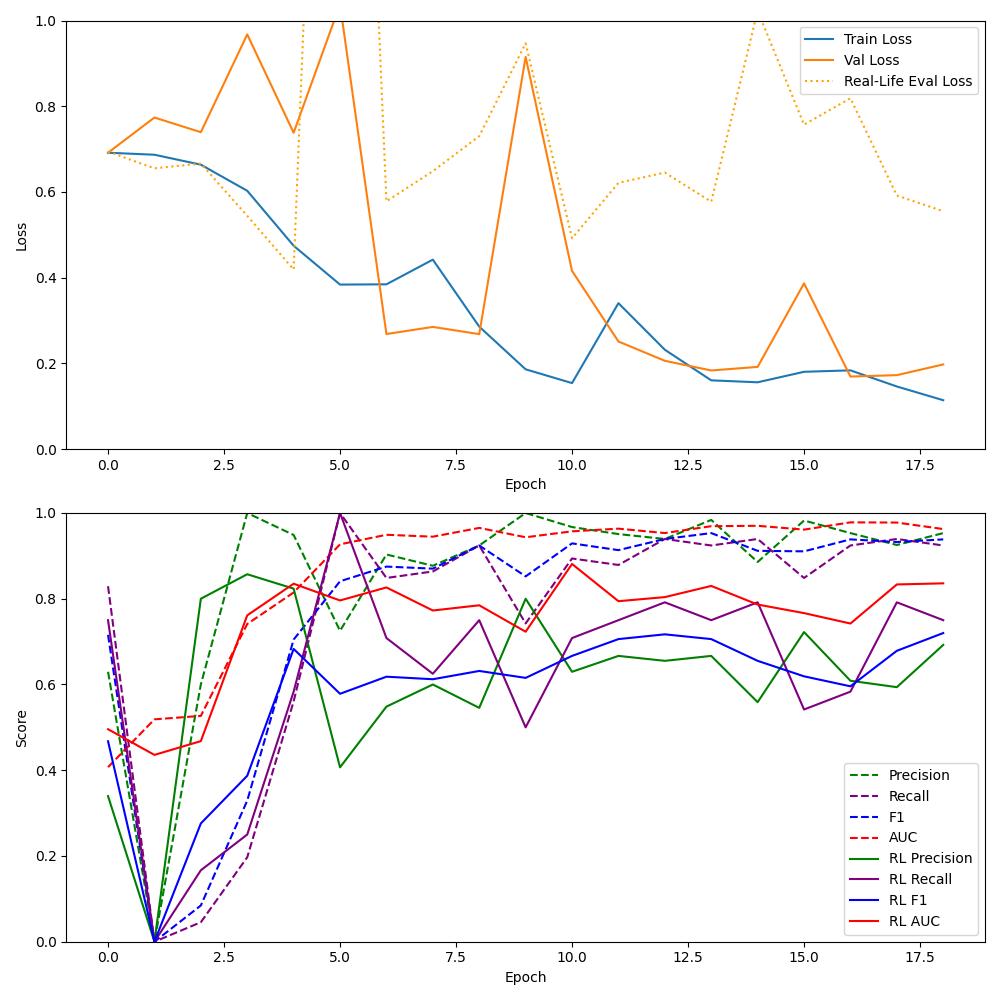 1.0
0.8
0.6
0.4
0.2
0.0
Loss
Train Loss
Val Loss
Real-Life Eval Loss
0.0 2.5 5.0 7.5 10.0 12.5 15.0 17.5
Epoch
1.0
0.8
0.6
0.4
0.2
0.0
Score
Precision
Recall
F1
AUC
RL Precision
RL Recall
RL F1
RL AUC
0.0 2.5 5.0 7.5 10.0 12.5 15.0 17.5
Epoch